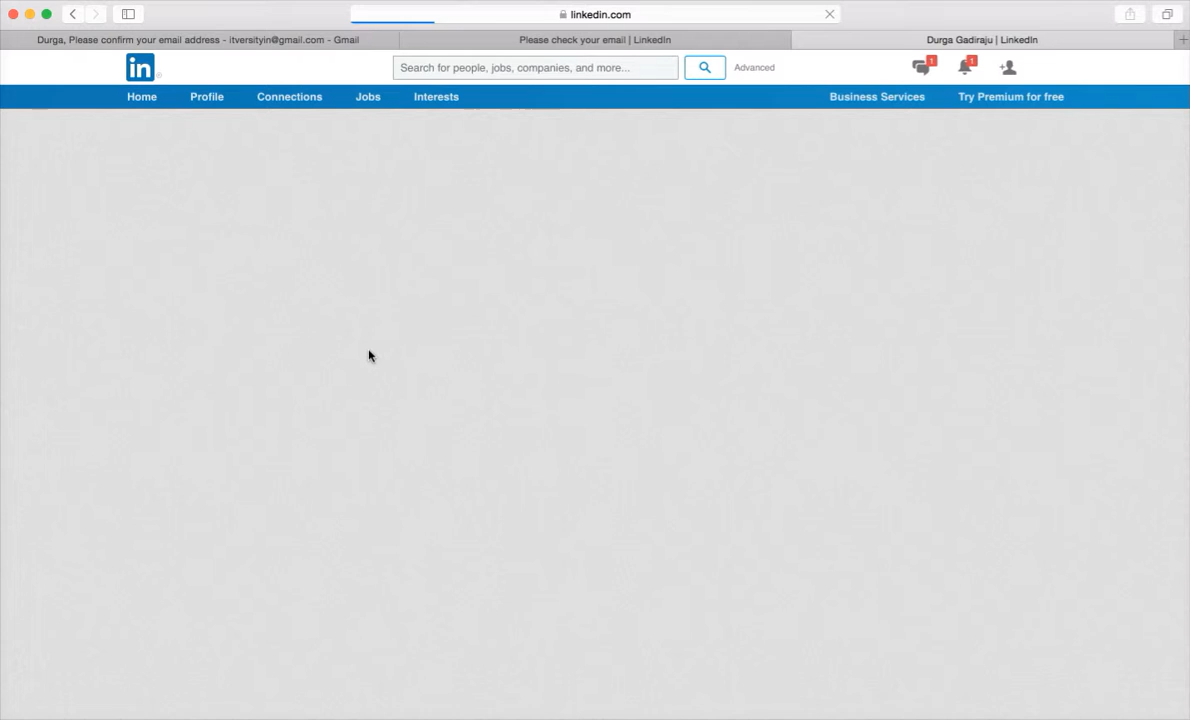 linkedin.com
Durga, Please confirm your email address - itversityin@gmail.com - Gmail
Please check your email | LinkedIn
Durga Gadiraju | LinkedIn
in
Search for people, jobs, companies, and more...
Advanced
1
1
Home
Profile
Connections
Jobs
Interests
Business Services
Try Premium for free